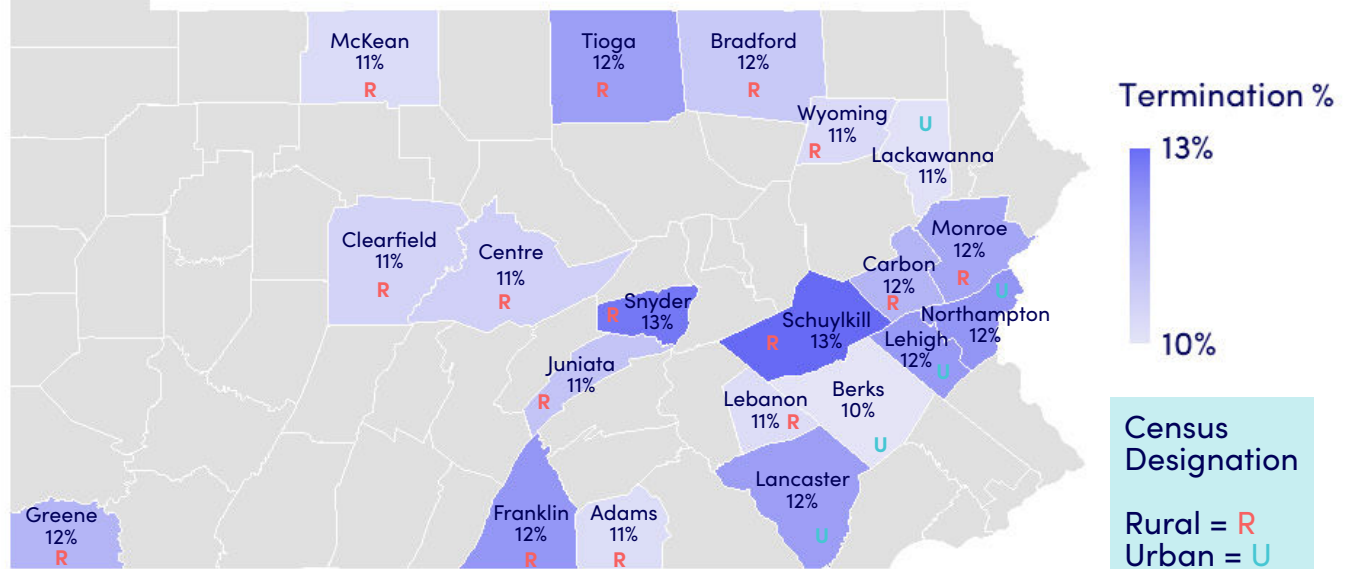 McKean
11%
R
Tioga
12%
R
Bradford
12%
R
Wyoming
11%
R
U
Lackawanna
11%
Termination %
13%
10%
Clearfield
11%
R
Centre
11%
R
Monroe
12%
R
Carbon
12%
R
U
Northampton
12%
R Snyder
13%
Schuylkill
R 13%
Lehigh
12%
U
Juniata
11%
R
Lebanon
11% R
Berks
10%
U
Lancaster
12%
U
Greene
12%
R
Franklin
12%
R
Adams
11%
R
Census
Designation
Rural = R
Urban = U